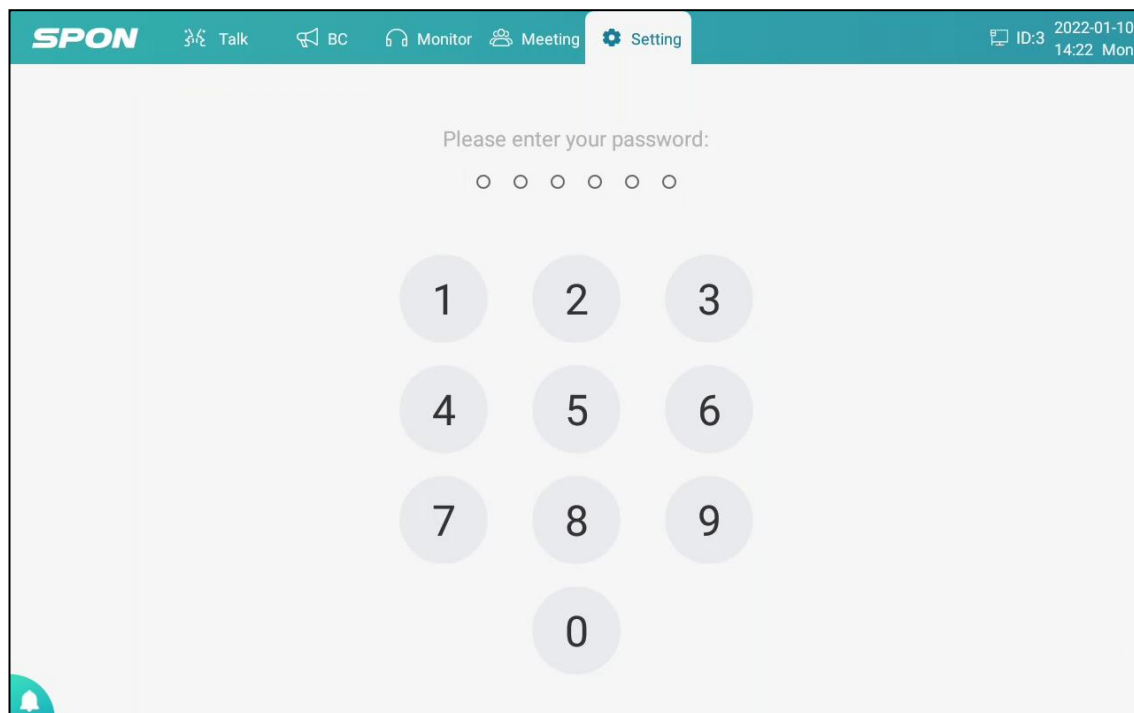 SPON Talk BC Monitor Meeting Setting ID:3 2022-01-10
14:22 Mon
Please enter your password:
1 2 3
4 5 6
7 8 9
0